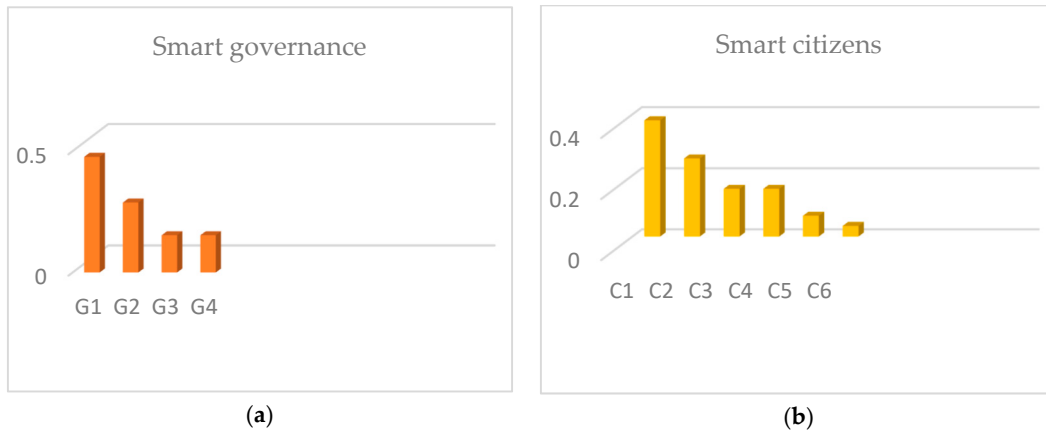 Smart governance
0.5
0
G1 G2 G3 G4
(a)
Smart citizens
0.4
0.2
0
C1 C2 C3 C4 C5 C6
(b)